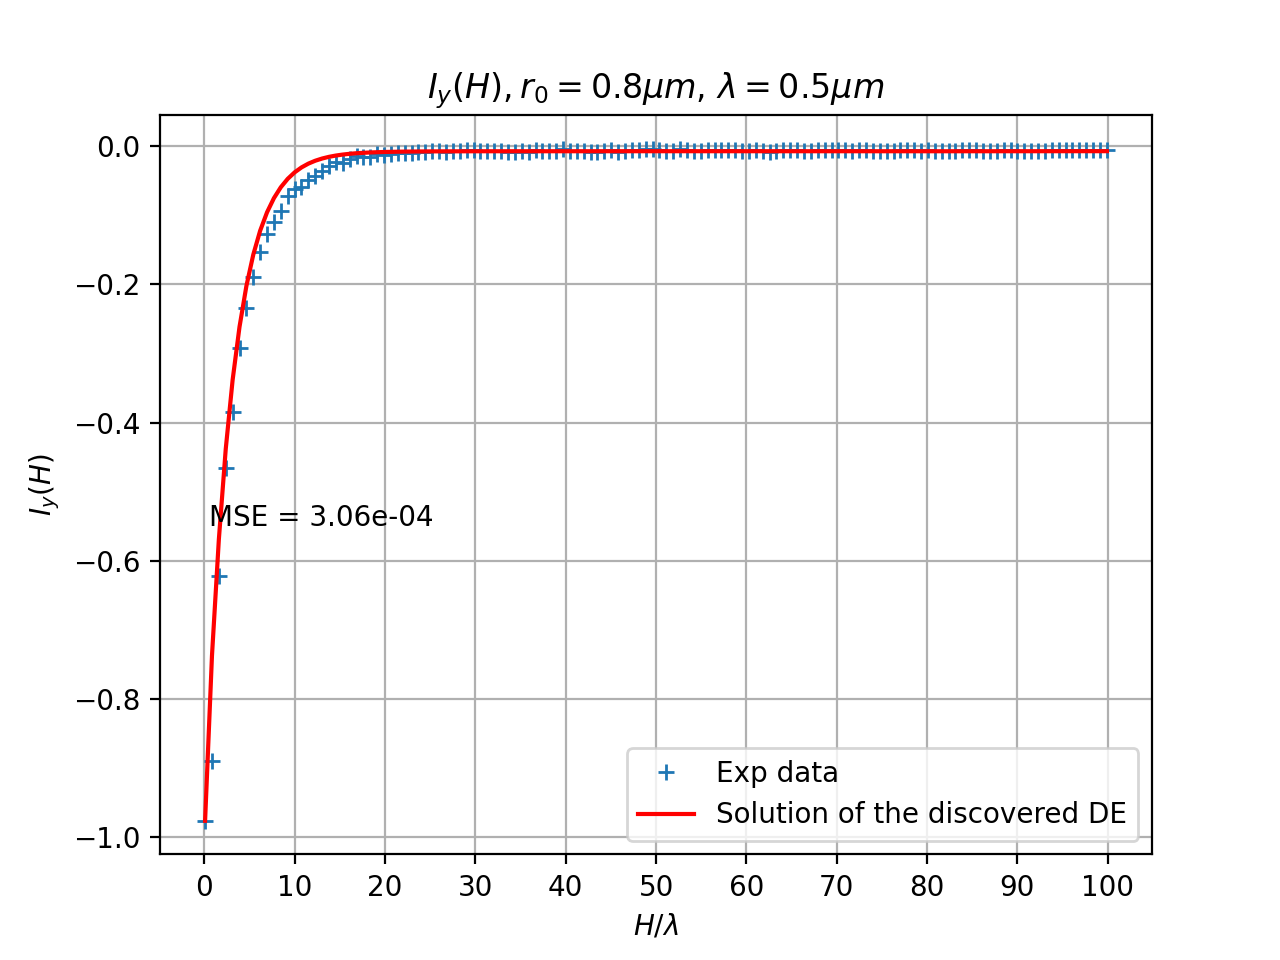 I_y(H), r_0 = 0.8μm, λ = 0.5μm
0.0
−0.2
−0.4
−0.6
−0.8
−1.0
I_y(H)
MSE = 3.06e-04
Exp data
Solution of the discovered DE
0 10 20 30 40 50 60 70 80 90 100
H/λ